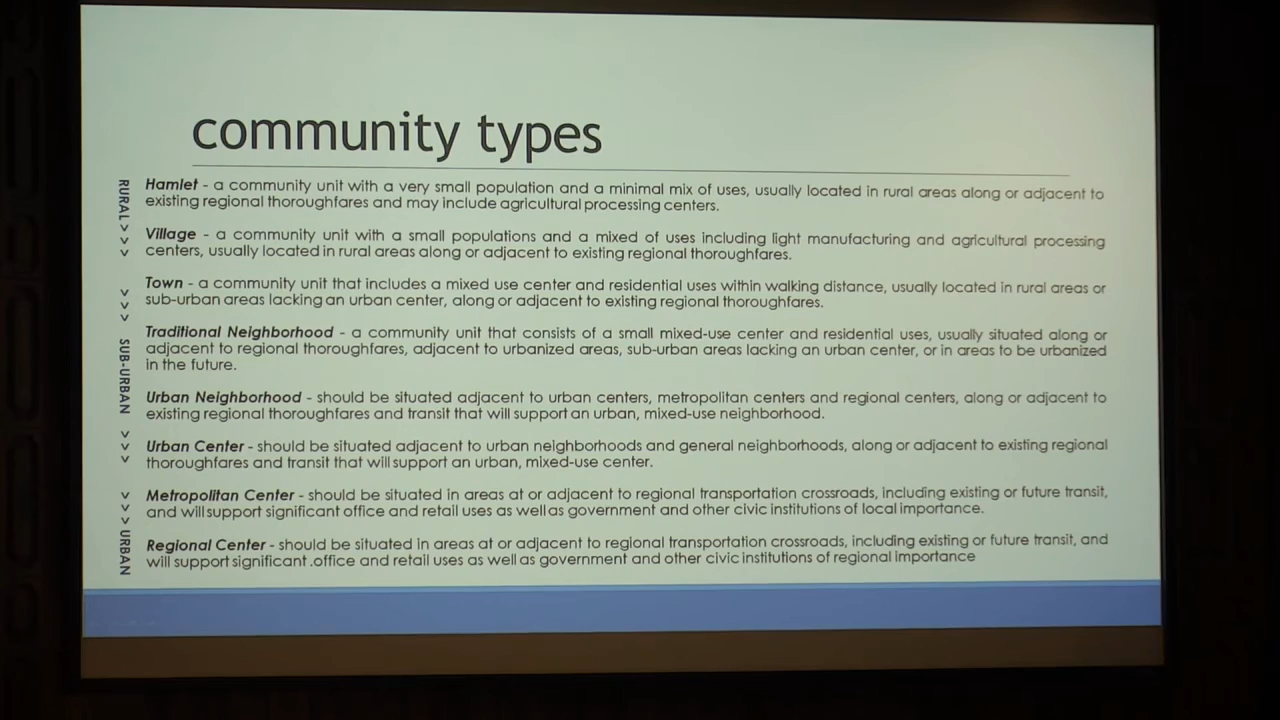 community types
RURAL > > >
Hamlet - a community unit with a very small population and a minimal mix of uses, usually located in rural areas along or adjacent to
existing regional thoroughfares and may include agricultural processing centers.
Village - a community unit with a small populations and a mixed of uses including light manufacturing and agricultural processing
centers, usually located in rural areas along or adjacent to existing regional thoroughfares.
> > >
Town - a community unit that includes a mixed use center and residential uses within walking distance, usually located in rural areas or
sub-urban areas lacking an urban center, along or adjacent to existing regional thoroughfares.
SUB-URBAN
Traditional Neighborhood - a community unit that consists of a small mixed-use center and residential uses, usually situated along or
adjacent to regional thoroughfares, adjacent to urbanized areas, sub-urban areas lacking an urban center, or in areas to be urbanized
in the future.
Urban Neighborhood - should be situated adjacent to urban centers, metropolitan centers and regional centers, along or adjacent to
existing regional thoroughfares and transit that will support an urban, mixed-use neighborhood.
> > >
Urban Center - should be situated adjacent to urban neighborhoods and general neighborhoods, along or adjacent to existing regional
thoroughfares and transit that will support an urban, mixed-use center.
> > > URBAN
Metropolitan Center - should be situated in areas at or adjacent to regional transportation crossroads, including existing or future transit,
and will support significant office and retail uses as well as government and other civic institutions of local importance.
Regional Center - should be situated in areas at or adjacent to regional transportation crossroads, including existing or future transit, and
will support significant .office and retail uses as well as government and other civic institutions of regional importance